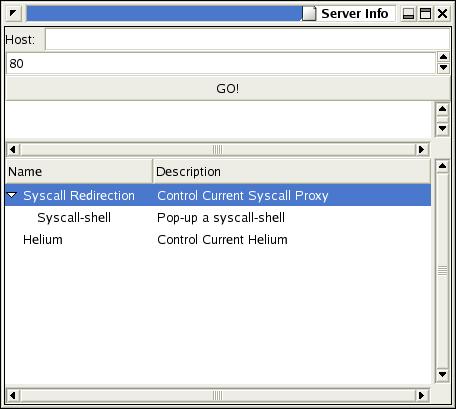 Server Info
Host:
80
GO!
Name Description
Syscall Redirection Control Current Syscall Proxy
Syscall-shell Pop-up a syscall-shell
Helium Control Current Helium